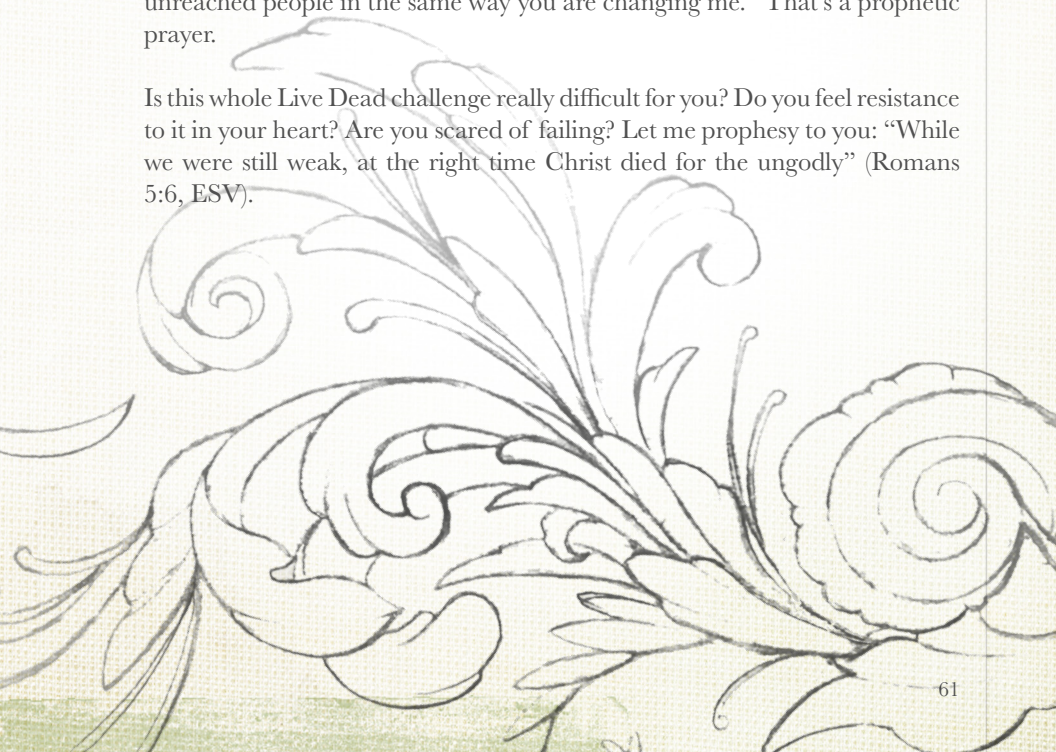 unreached people in the same way you are changing me.” That’s a prophetic
prayer.
Is this whole Live Dead challenge really difficult for you? Do you feel resistance
to it in your heart? Are you scared of failing? Let me prophesy to you: “While
we were still weak, at the right time Christ died for the ungodly” (Romans
5:6, ESV).
61